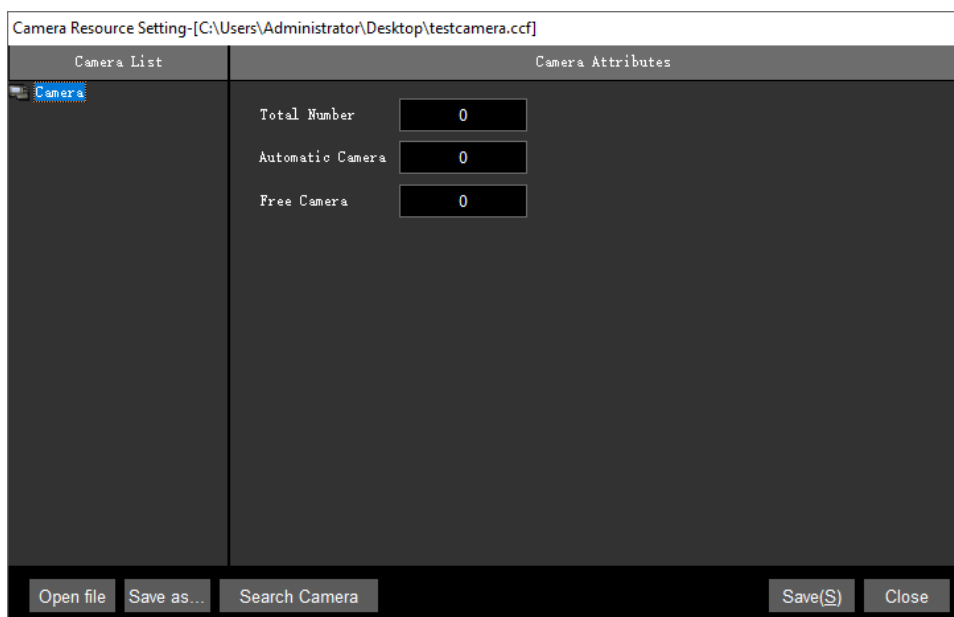 Camera Resource Setting-[C:\Users\Administrator\Desktop\testcamera.ccf]
Camera List
Camera Attributes
Camera
Total Number 0
Automatic Camera 0
Free Camera 0
Open file Save as... Search Camera Save(S) Close